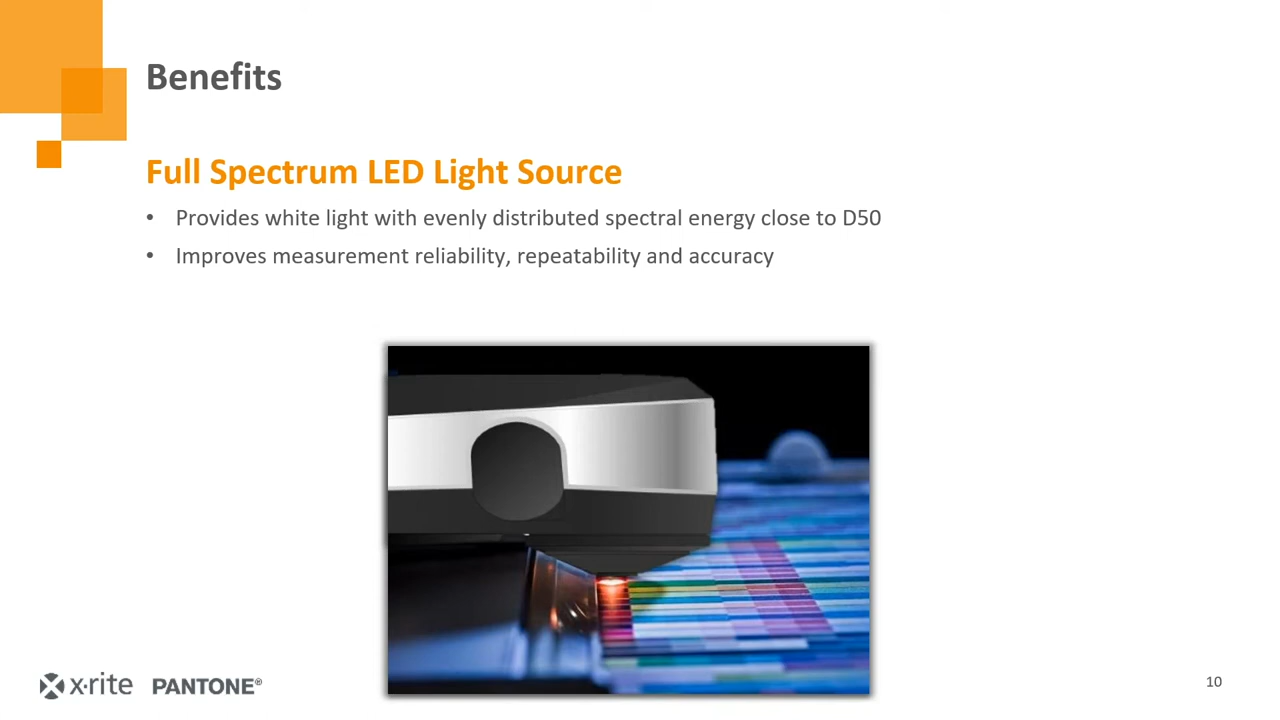 Benefits
Full Spectrum LED Light Source
• Provides white light with evenly distributed spectral energy close to D50
• Improves measurement reliability, repeatability and accuracy
x·rite PANTONE®
10